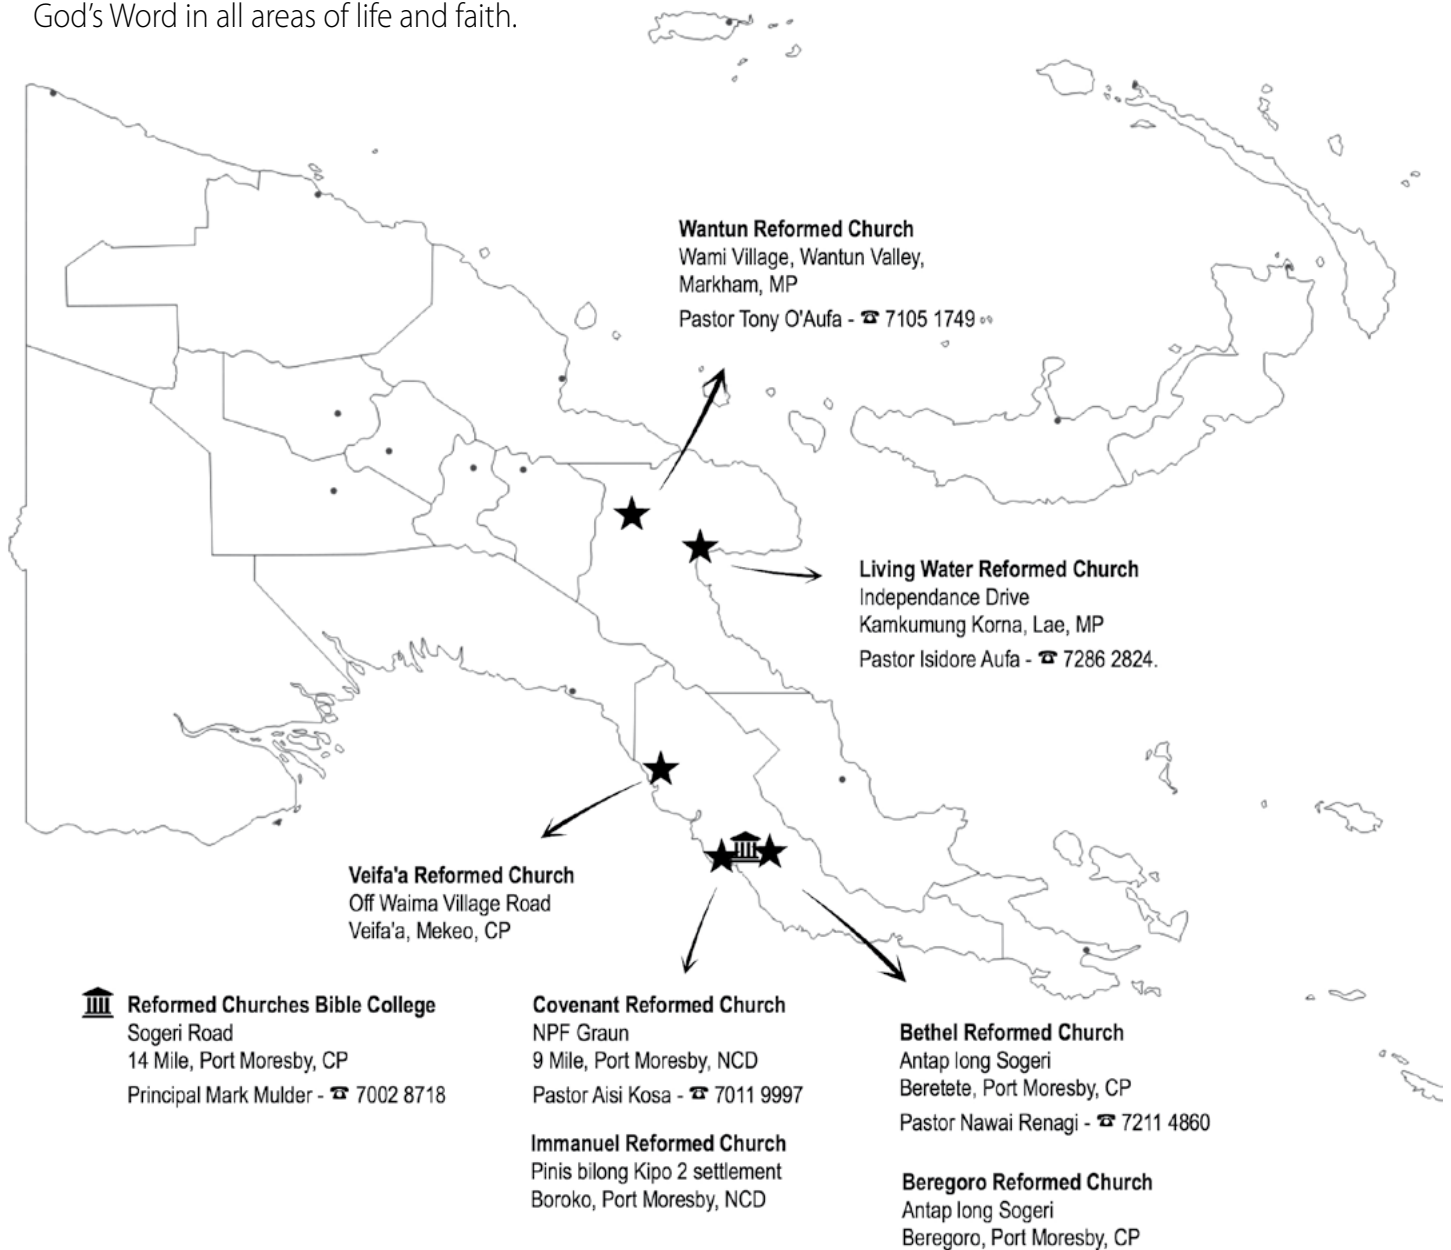 God’s Word in all areas of life and faith.
Wantun Reformed Church
Wami Village, Wantun Valley,
Markham, MP
Pastor Tony O'Aufa - ☎ 7105 1749
Living Water Reformed Church
Independance Drive
Kamkumung Korna, Lae, MP
Pastor Isidore Aufa - ☎ 7286 2824.
Veifa'a Reformed Church
Off Waima Village Road
Veifa'a, Mekeo, CP
Reformed Churches Bible College
Sogeri Road
14 Mile, Port Moresby, CP
Principal Mark Mulder - ☎ 7002 8718
Covenant Reformed Church
NPF Graun
9 Mile, Port Moresby, NCD
Pastor Aisi Kosa - ☎ 7011 9997
Immanuel Reformed Church
Pinis bilong Kipo 2 settlement
Boroko, Port Moresby, NCD
Bethel Reformed Church
Antap long Sogeri
Beretete, Port Moresby, CP
Pastor Nawai Renagi - ☎ 7211 4860
Beregoro Reformed Church
Antap long Sogeri
Beregoro, Port Moresby, CP